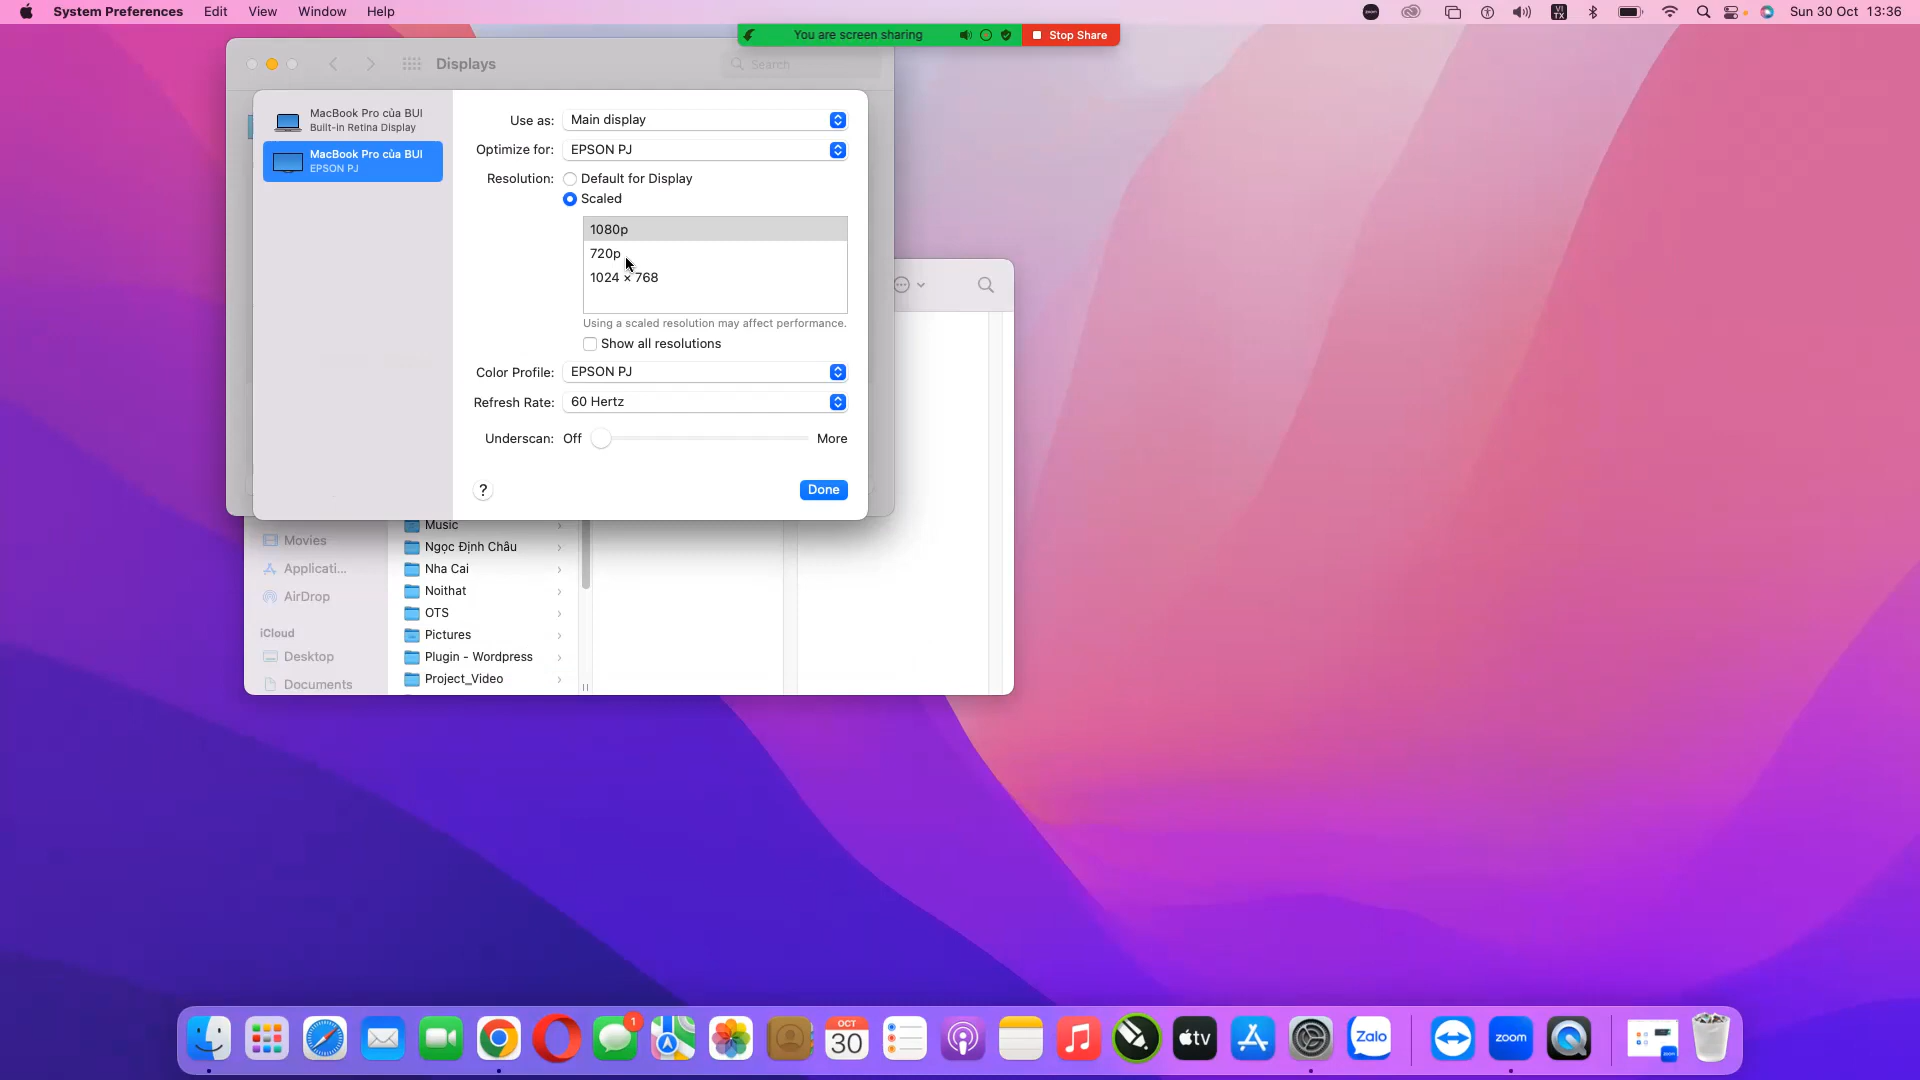 System Preferences Edit View Window Help
VI TX
Sun 30 Oct 13:36
You are screen sharing
Stop Share
Displays
Search
MacBook Pro của BUI
Built-in Retina Display
MacBook Pro của BUI
EPSON PJ
Use as: Main display
Optimize for: EPSON PJ
Resolution: Default for Display
Scaled
1080p
720p
1024 × 768
Using a scaled resolution may affect performance.
Show all resolutions
Color Profile: EPSON PJ
Refresh Rate: 60 Hertz
Underscan: Off More
? Done
Movies
Applicati...
AirDrop
iCloud
Desktop
Documents
Music
Ngọc Định Châu
Nha Cai
Noithat
OTS
Pictures
Plugin - Wordpress
Project_Video
1
OCT
30
tv
Zalo
zoom
zoom